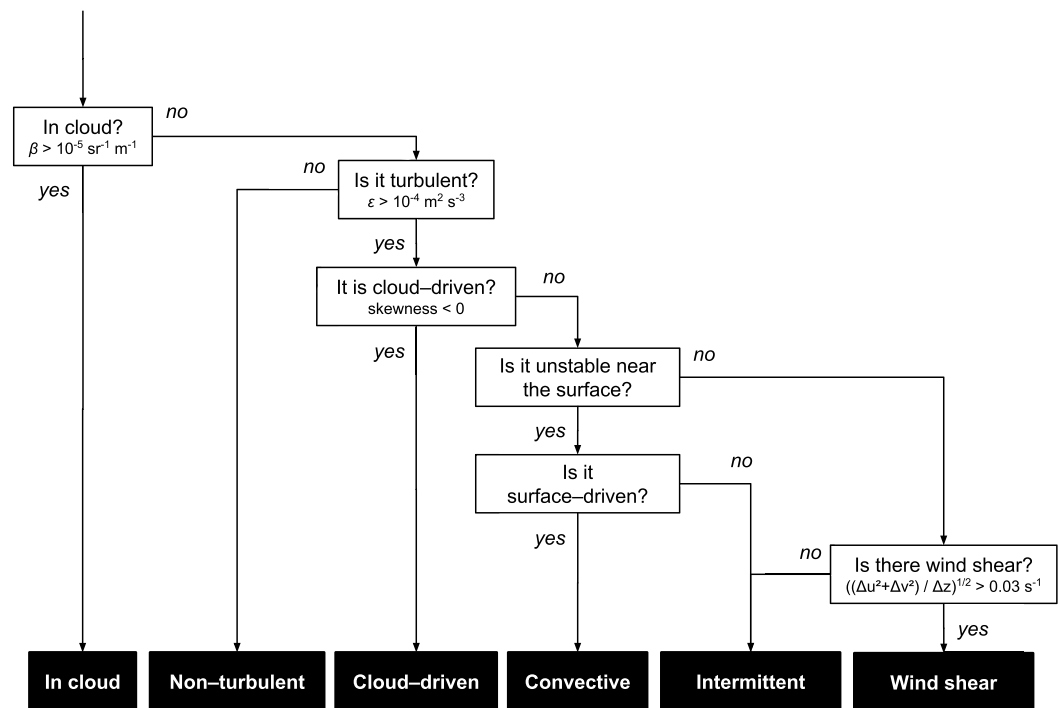 In cloud?
β > 10⁻⁵ sr⁻¹ m⁻¹
no
yes
Is it turbulent?
ε > 10⁻⁴ m² s⁻³
no
yes
It is cloud–driven?
skewness < 0
no
yes
Is it unstable near
the surface?
no
yes
Is it
surface–driven?
no
yes
Is there wind shear?
((Δu²+Δv²) / Δz)¹ᐟ² > 0.03 s⁻¹
no
yes
In cloud
Non–turbulent
Cloud–driven
Convective
Intermittent
Wind shear